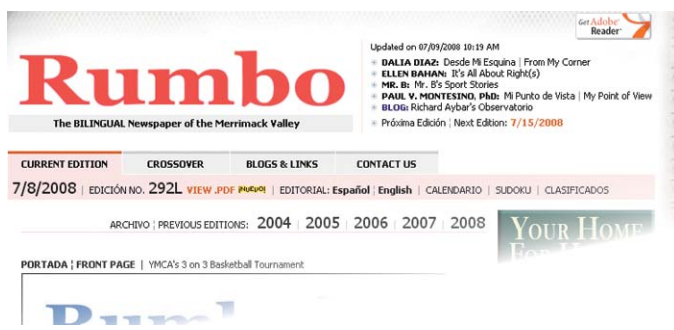 Get Adobe
Reader
Rumbo
The BILINGUAL Newspaper of the Merrimack Valley
Updated on 07/09/2008 10:19 AM
DALIA DIAZ: Desde Mi Esquina | From My Corner
ELLEN BAHAN: It's All About Right(s)
MR. B: Mr. B's Sport Stories
PAUL V. MONTESINO, PhD: Mi Punto de Vista | My Point of View
BLOG: Richard Aybar's Observatorio
Próxima Edición | Next Edition: 7/15/2008
CURRENT EDITION CROSSOVER BLOGS & LINKS CONTACT US
7/8/2008 | EDICIÓN NO. 292L VIEW .PDF ¡NUEVO! | EDITORIAL: Español | English | CALENDARIO | SUDOKU | CLASIFICADOS
ARCHIVO | PREVIOUS EDITIONS: 2004 | 2005 | 2006 | 2007 | 2008
YOUR HOME
PORTADA | FRONT PAGE | YMCA's 3 on 3 Basketball Tournament
Rumb